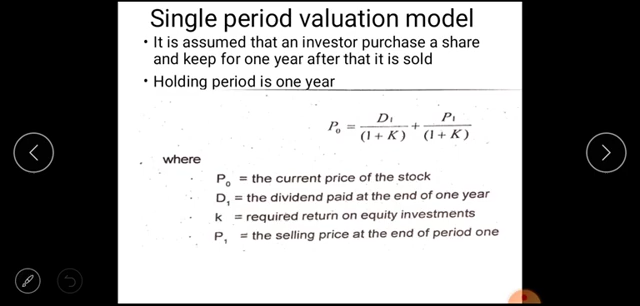 Single period valuation model
• It is assumed that an investor purchase a share
and keep for one year after that it is sold
• Holding period is one year
P₀ = D₁/(1 + K) + P₁/(1 + K)
where
P₀ = the current price of the stock
D₁ = the dividend paid at the end of one year
k = required return on equity investments
P₁ = the selling price at the end of period one